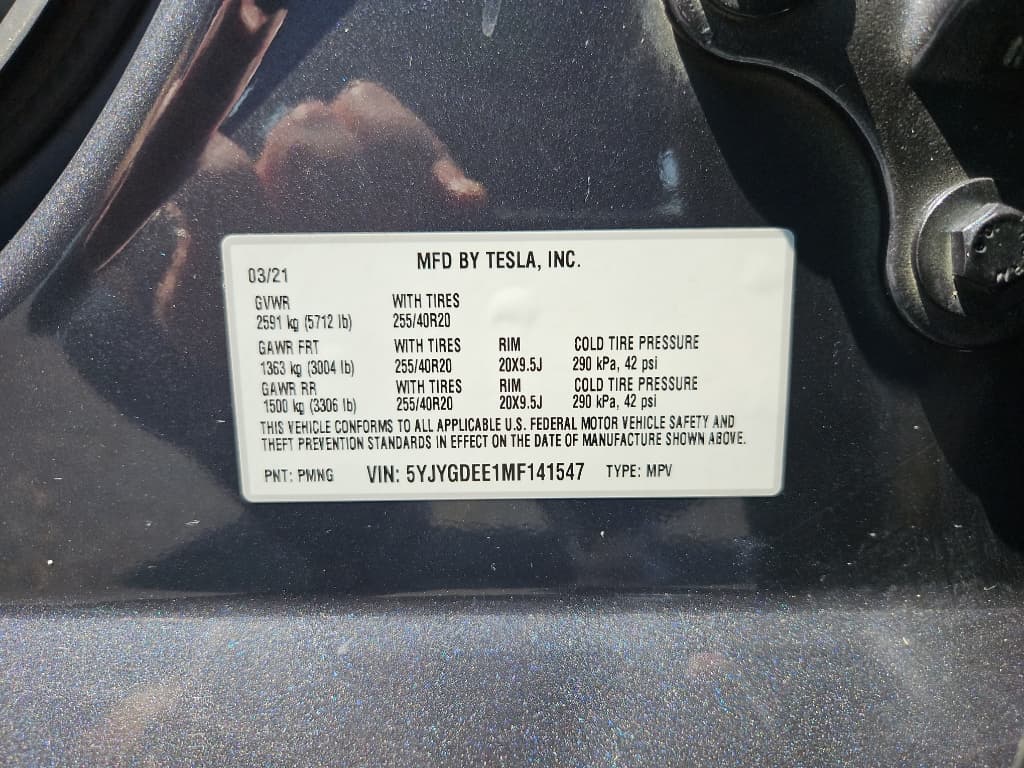 MFD BY TESLA, INC.
03/21
GVWR WITH TIRES
2591 kg (5712 lb) 255/40R20
GAWR FRT WITH TIRES RIM COLD TIRE PRESSURE
1363 kg (3004 lb) 255/40R20 20X9.5J 290 kPa, 42 psi
GAWR RR WITH TIRES RIM COLD TIRE PRESSURE
1500 kg (3306 lb) 255/40R20 20X9.5J 290 kPa, 42 psi
THIS VEHICLE CONFORMS TO ALL APPLICABLE U.S. FEDERAL MOTOR VEHICLE SAFETY AND
THEFT PREVENTION STANDARDS IN EFFECT ON THE DATE OF MANUFACTURE SHOWN ABOVE.
PNT: PMNG VIN: 5YJYGDEE1MF141547 TYPE: MPV